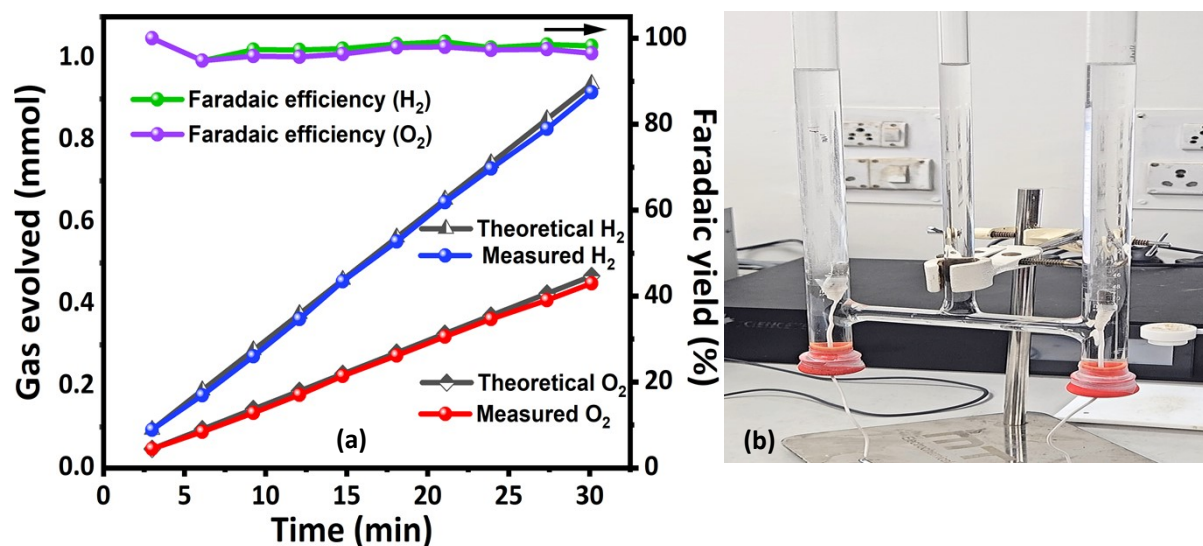 Gas evolved (mmol)
1.0
0.8
0.6
0.4
0.2
0.0
Faradaic efficiency (H₂)
Faradaic efficiency (O₂)
Theoretical H₂
Measured H₂
Theoretical O₂
Measured O₂
(a)
0 5 10 15 20 25 30
Time (min)
100
80
60
40
20
0
Faradaic yield (%)
(b)